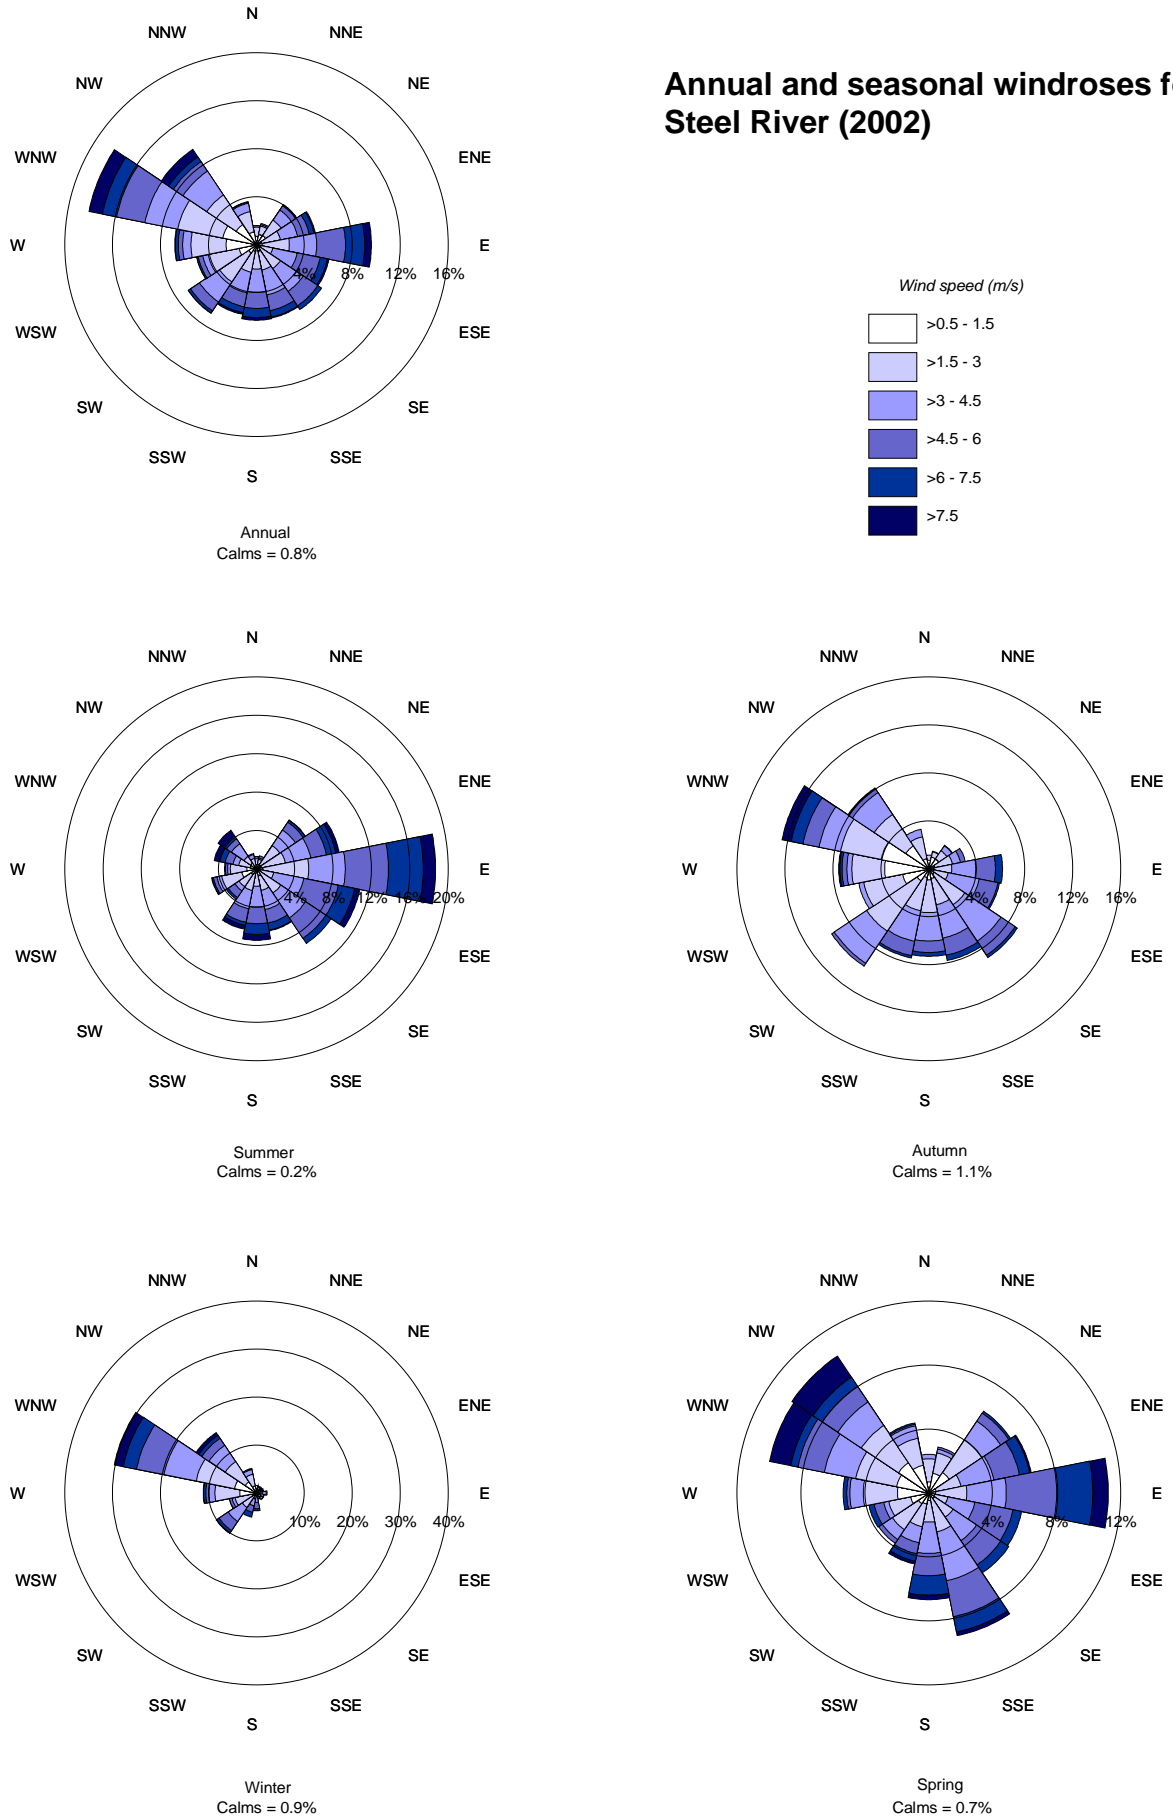 Annual and seasonal windroses
Steel River (2002)
N
NNW
NNE
NW
NE
WNW
ENE
W
E
4%
8%
12%
16%
WSW
ESE
SW
SE
SSW
SSE
S
Annual
Calms = 0.8%
Wind speed (m/s)
>0.5 - 1.5
>1.5 - 3
>3 - 4.5
>4.5 - 6
>6 - 7.5
>7.5
N
NNW
NNE
NW
NE
WNW
ENE
W
E
4%
8%
12%
16%
20%
WSW
ESE
SW
SE
SSW
SSE
S
Summer
Calms = 0.2%
N
NNW
NNE
NW
NE
WNW
ENE
W
E
4%
8%
12%
16%
WSW
ESE
SW
SE
SSW
SSE
S
Autumn
Calms = 1.1%
N
NNW
NNE
NW
NE
WNW
ENE
W
E
10%
20%
30%
40%
WSW
ESE
SW
SE
SSW
SSE
S
Winter
Calms = 0.9%
N
NNW
NNE
NW
NE
WNW
ENE
W
E
4%
8%
12%
WSW
ESE
SW
SE
SSW
SSE
S
Spring
Calms = 0.7%